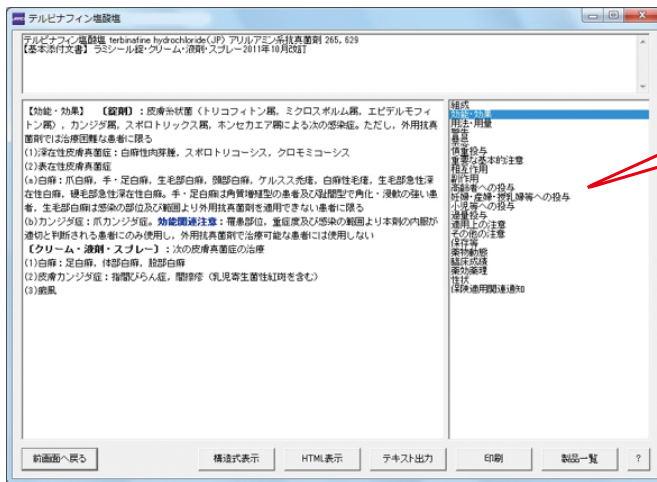 テルビナフィン塩酸塩
テルビナフィン塩酸塩 terbinafine hydrochloride(JP) アリルアミン系抗真菌剤 265, 629
【基本添付文書】 ラミシール錠・クリーム・液剤・スプレー2011年10月改訂
【効能・効果】 〔錠剤〕：皮膚糸状菌（トリコフィトン属, ミクロスポルム属, エピデルモフィ
トン属）, カンジダ属, スポロトリックス属, ホンセカエア属による次の感染症。ただし, 外用抗真
菌剤では治療困難な患者に限る
(1)深在性皮膚真菌症：白癬性肉芽腫, スポロトリコーシス, クロモミコーシス
(2)表在性皮膚真菌症
(a)白癬：爪白癬, 手・足白癬, 生毛部白癬, 頭部白癬, ケルスス禿瘡, 白癬性毛瘡, 生毛部急性深
在性白癬, 硬毛部急性深在性白癬。手・足白癬は角質増殖型の患者及び趾間型で角化・浸軟の強い患
者, 生毛部白癬は感染の部位及び範囲より外用抗真菌剤を適用できない患者に限る
(b)カンジダ症：爪カンジダ症。効能関連注意：罹患部位, 重症度及び感染の範囲より本剤の内服が
適切と判断される患者にのみ使用し, 外用抗真菌剤で治療可能な患者には使用しない
〔クリーム・液剤・スプレー〕：次の皮膚真菌症の治療
(1)白癬：足白癬, 体部白癬, 股部白癬
(2)皮膚カンジダ症：指間びらん症, 間擦疹（乳児寄生菌性紅斑を含む）
(3)癜風
組成
効能・効果
用法・用量
警告
禁忌
慎重投与
重要な基本的注意
相互作用
副作用
高齢者への投与
妊婦・産婦・授乳婦等への投与
小児等への投与
過量投与
適用上の注意
その他の注意
保存等
薬物動態
臨床成績
薬効薬理
性状
保険適用関連通知
前画面へ戻る
構造式表示
HTML表示
テキスト出力
印刷
製品一覧
?